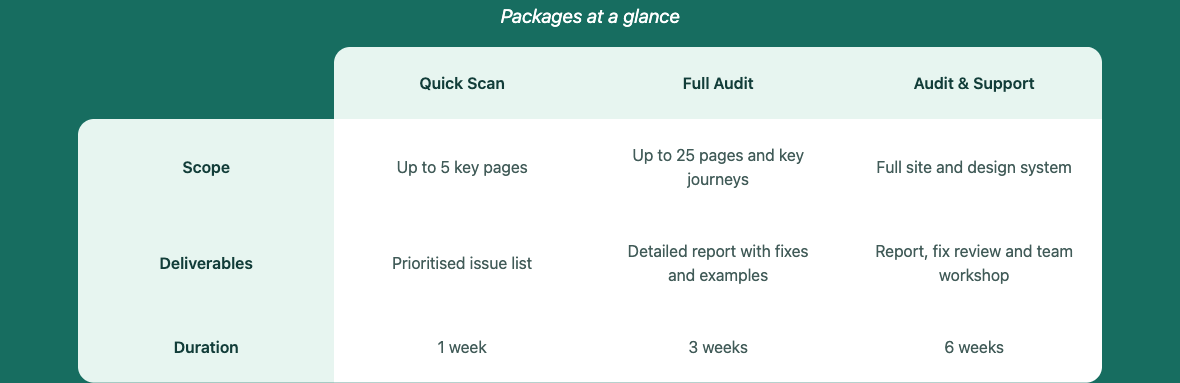 Packages at a glance
Quick Scan
Full Audit
Audit & Support
Scope
Up to 5 key pages
Up to 25 pages and key
journeys
Full site and design system
Deliverables
Prioritised issue list
Detailed report with fixes
and examples
Report, fix review and team
workshop
Duration
1 week
3 weeks
6 weeks